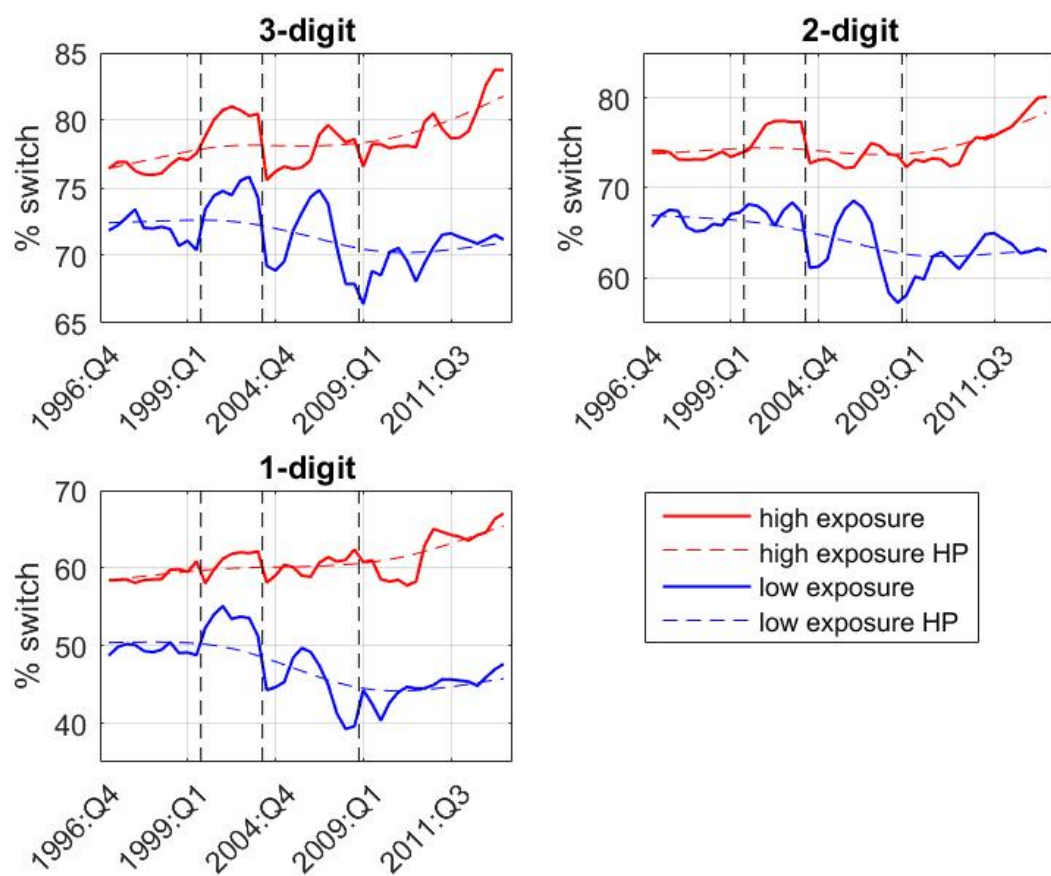 3-digit
% switch
85
80
75
70
65
1996:Q4
1999:Q1
2004:Q4
2009:Q1
2011:Q3
2-digit
% switch
80
70
60
1996:Q4
1999:Q1
2004:Q4
2009:Q1
2011:Q3
1-digit
% switch
70
60
50
40
1996:Q4
1999:Q1
2004:Q4
2009:Q1
2011:Q3
high exposure
high exposure HP
low exposure
low exposure HP